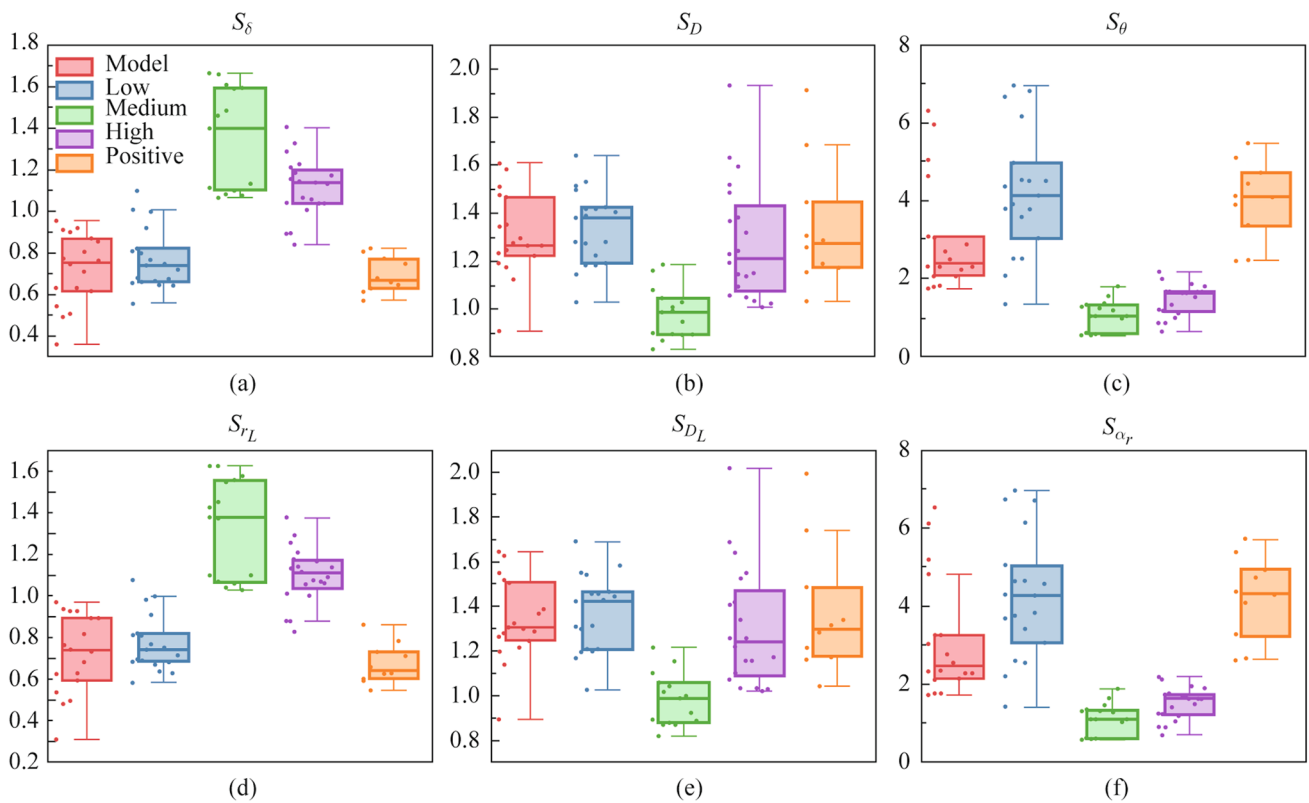 S_δ
S_D
S_θ
1.8
1.6
1.4
1.2
1.0
0.8
0.6
0.4
Model
Low
Medium
High
Positive
2.0
1.8
1.6
1.4
1.2
1.0
0.8
8
6
4
2
0
(a)
(b)
(c)
S_{r_L}
S_{D_L}
S_{α_r}
1.6
1.4
1.2
1.0
0.8
0.6
0.4
0.2
2.0
1.8
1.6
1.4
1.2
1.0
0.8
8
6
4
2
0
(d)
(e)
(f)